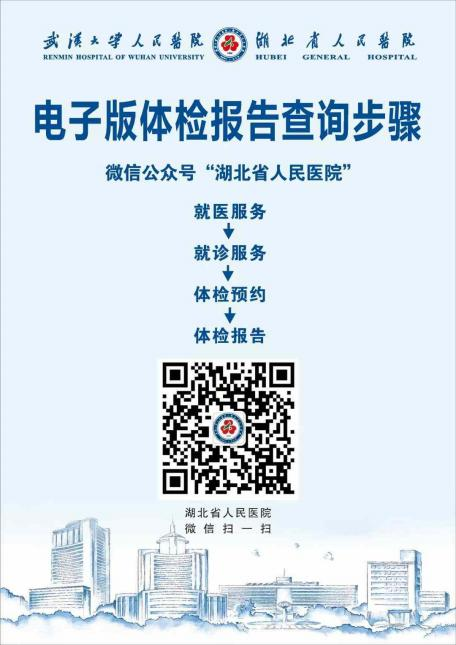 武汉大学人民医院 湖北省人民医院
RENMIN HOSPITAL OF WUHAN UNIVERSITY HUBEI GENERAL HOSPITAL
电子版体检报告查询步骤
微信公众号“湖北省人民医院”
就医服务
就诊服务
体检预约
体检报告
湖北省人民医院
微信扫一扫